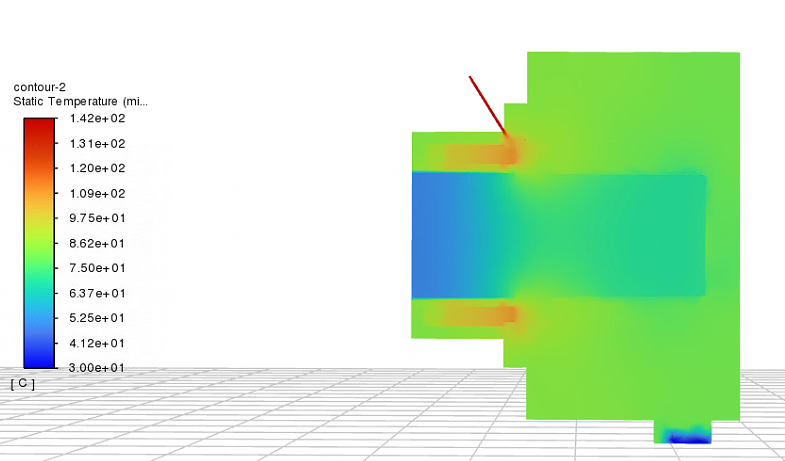 contour-2
Static Temperature (mi...
1.42e+02
1.31e+02
1.20e+02
1.09e+02
9.75e+01
8.62e+01
7.50e+01
6.37e+01
5.25e+01
4.12e+01
3.00e+01
[ C ]